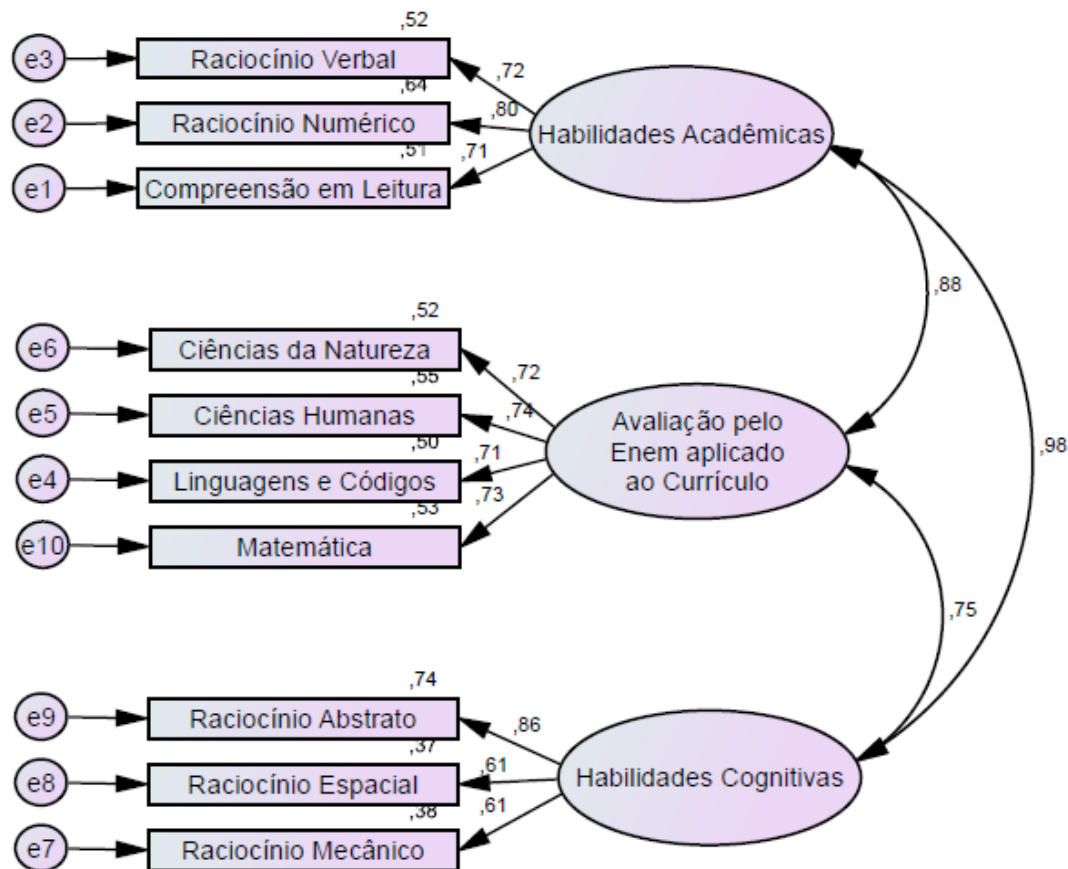 ,52
e3
Raciocínio Verbal
,72
,64
e2
Raciocínio Numérico
,80
Habilidades Acadêmicas
,51
e1
Compreensão em Leitura
,71
,88
,52
e6
Ciências da Natureza
,72
,55
e5
Ciências Humanas
,74
Avaliação pelo
Enem aplicado
ao Currículo
,50
e4
Linguagens e Códigos
,71
,53
e10
Matemática
,73
,98
,75
,74
e9
Raciocínio Abstrato
,86
,37
e8
Raciocínio Espacial
,61
Habilidades Cognitivas
,38
e7
Raciocínio Mecânico
,61